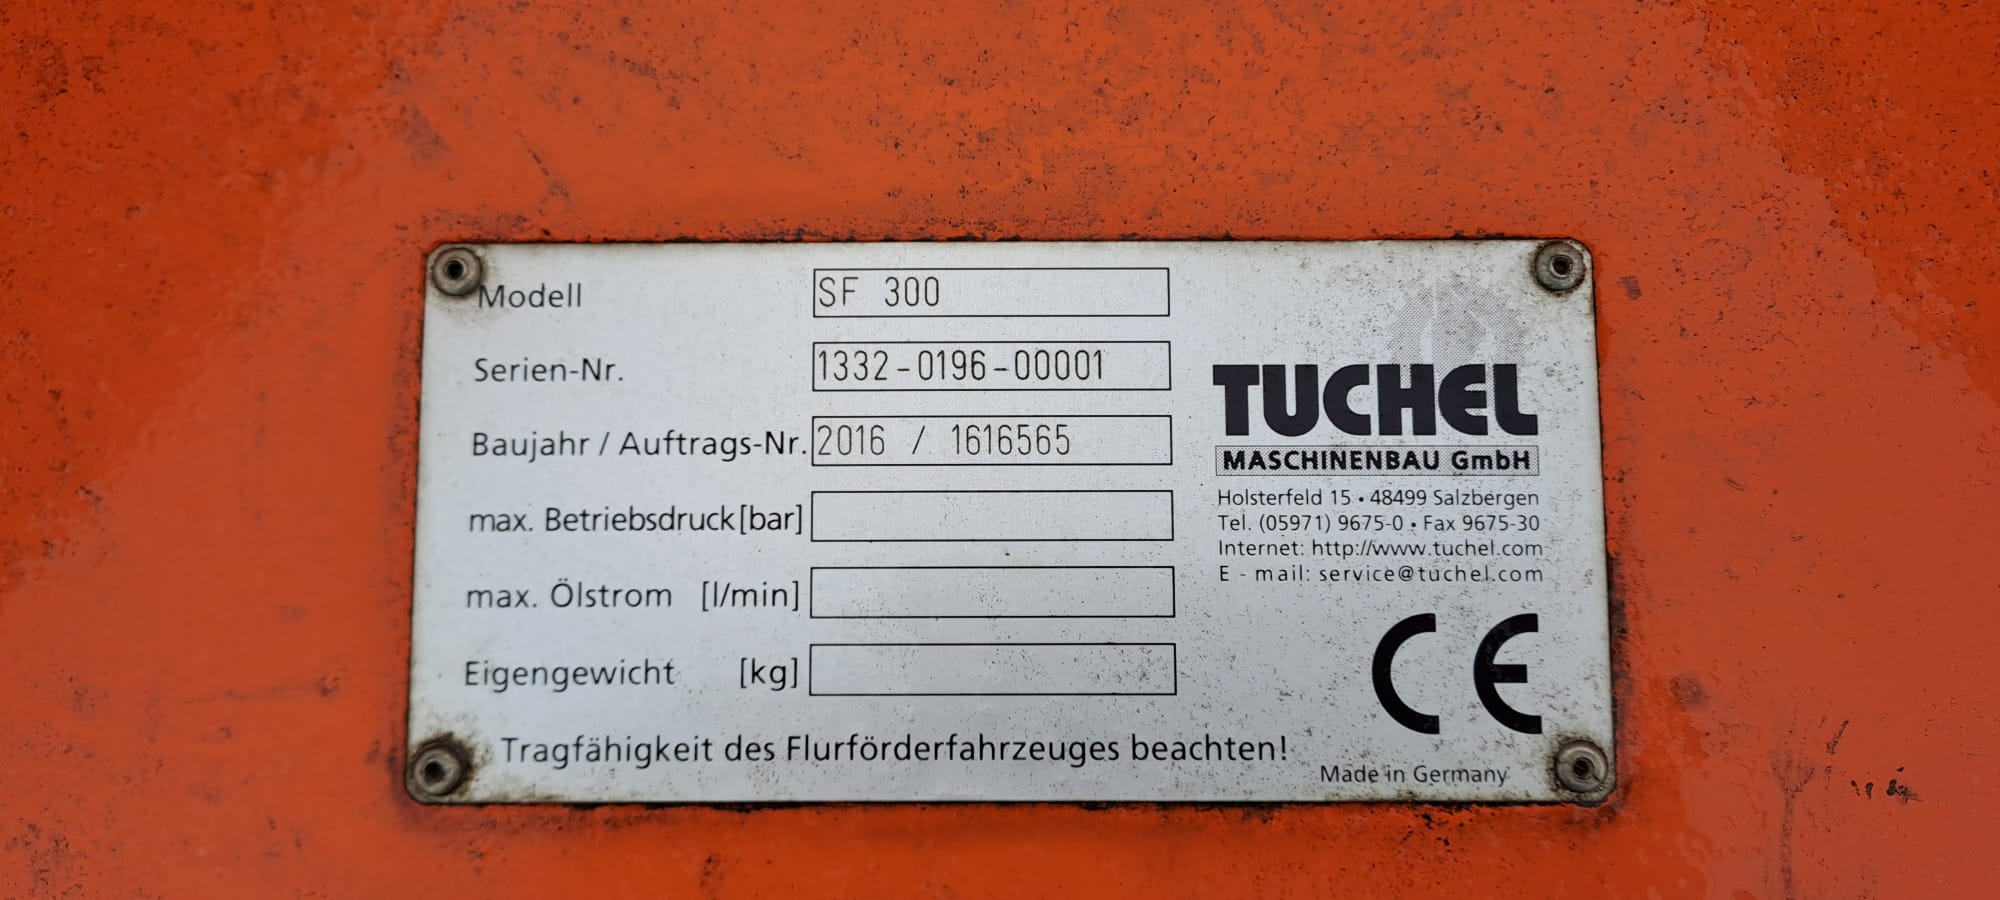 Modell SF 300
Serien-Nr. 1332-0196-00001
Baujahr / Auftrags-Nr. 2016 / 1616565
max. Betriebsdruck [bar]
max. Ölstrom [l/min]
Eigengewicht [kg]
Tragfähigkeit des Flurförderfahrzeuges beachten!
TUCHEL
MASCHINENBAU GmbH
Holsterfeld 15 • 48499 Salzbergen
Tel. (05971) 9675-0 • Fax 9675-30
Internet: http://www.tuchel.com
E - mail: service@tuchel.com
CE
Made in Germany